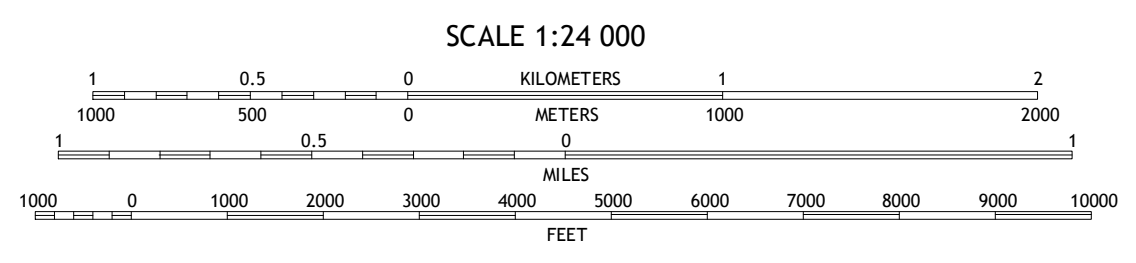 SCALE 1:24 000
1 0.5 0 KILOMETERS 1 2
1000 500 0 METERS 1000 2000
1 0.5 0 1
MILES
1000 0 1000 2000 3000 4000 5000 6000 7000 8000 9000 10000
FEET